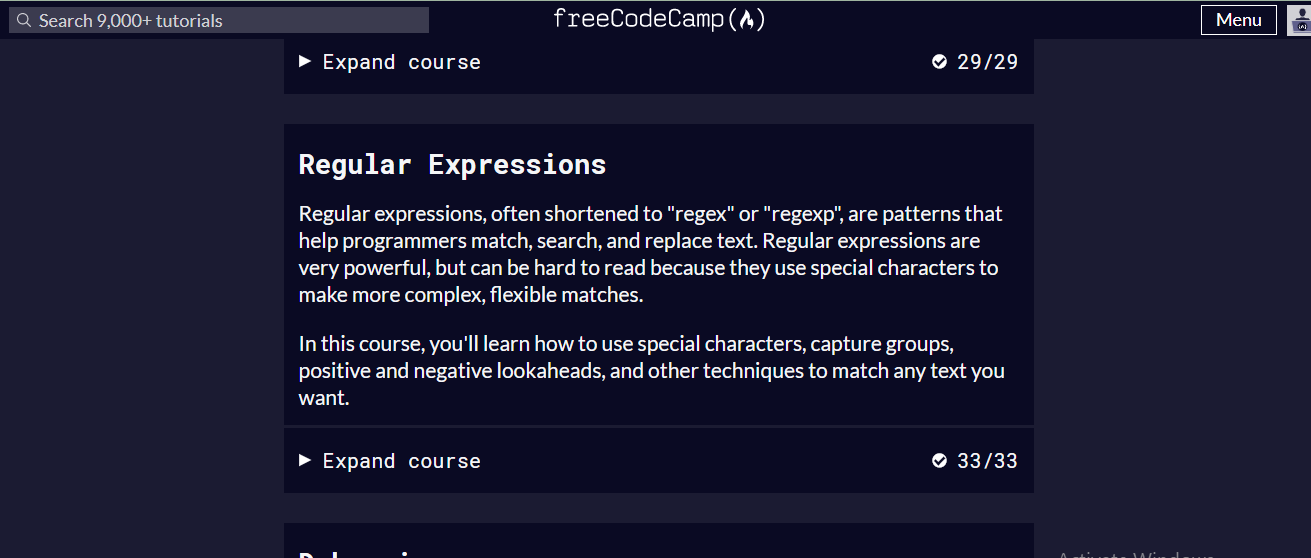 Search 9,000+ tutorials
freeCodeCamp
Menu
Expand course
29/29
Regular Expressions
Regular expressions, often shortened to "regex" or "regexp", are patterns that
help programmers match, search, and replace text. Regular expressions are
very powerful, but can be hard to read because they use special characters to
make more complex, flexible matches.
In this course, you'll learn how to use special characters, capture groups,
positive and negative lookaheads, and other techniques to match any text you
want.
Expand course
33/33
Activate Windows